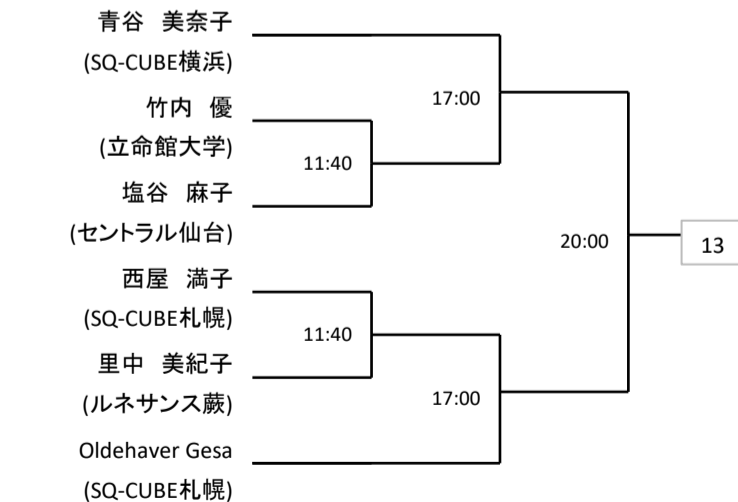 青谷　美奈子
(SQ-CUBE横浜)
17:00
竹内　優
(立命館大学)
11:40
塩谷　麻子
(セントラル仙台)
20:00
13
西屋　満子
(SQ-CUBE札幌)
11:40
里中　美紀子
(ルネサンス蕨)
17:00
Oldehaver Gesa
(SQ-CUBE札幌)